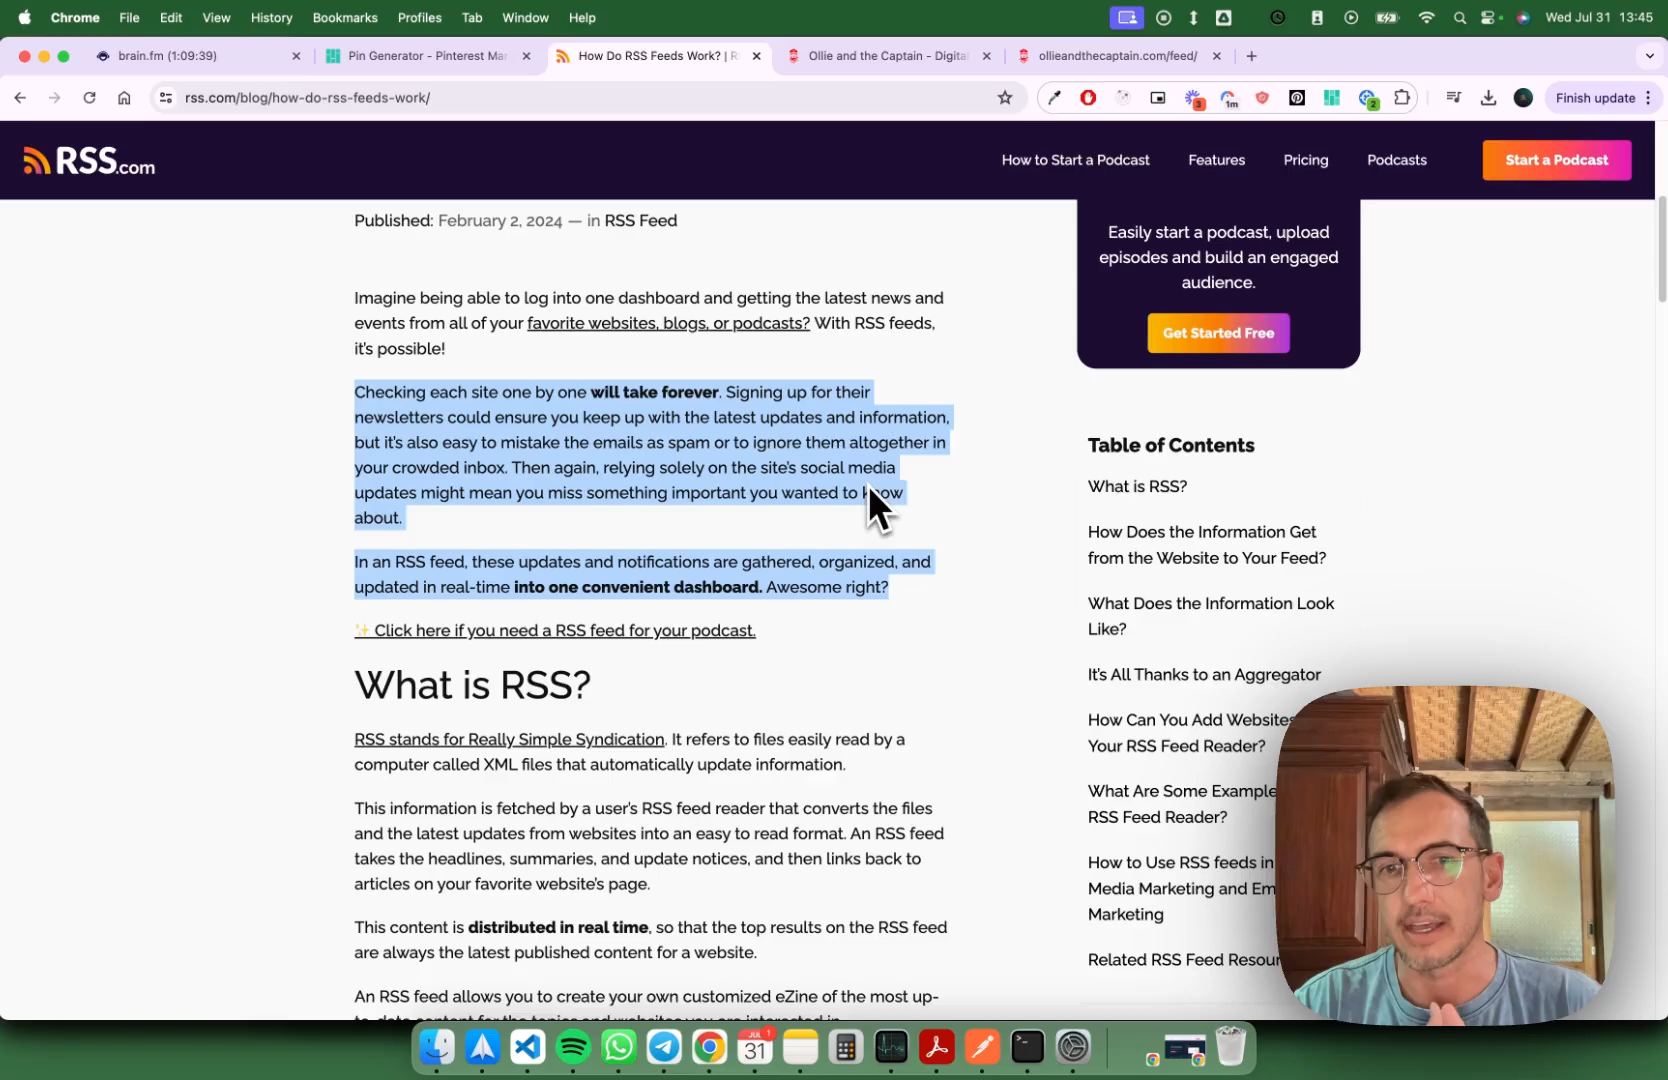 Chrome File Edit View History Bookmarks Profiles Tab Window Help Wed Jul 31 13:45
brain.fm (1:09:39) Pin Generator - Pinterest Mar How Do RSS Feeds Work? | R Ollie and the Captain - Digita ollieandthecaptain.com/feed/
rss.com/blog/how-do-rss-feeds-work/ 3 1m 2 Finish update
RSS.com How to Start a Podcast Features Pricing Podcasts Start a Podcast
Published: February 2, 2024 — in RSS Feed
Imagine being able to log into one dashboard and getting the latest news and
events from all of your favorite websites, blogs, or podcasts? With RSS feeds,
it's possible!
Checking each site one by one will take forever. Signing up for their
newsletters could ensure you keep up with the latest updates and information,
but it's also easy to mistake the emails as spam or to ignore them altogether in
your crowded inbox. Then again, relying solely on the site's social media
updates might mean you miss something important you wanted to know
about.
In an RSS feed, these updates and notifications are gathered, organized, and
updated in real-time into one convenient dashboard. Awesome right?
✨ Click here if you need a RSS feed for your podcast.
What is RSS?
RSS stands for Really Simple Syndication. It refers to files easily read by a
computer called XML files that automatically update information.
This information is fetched by a user's RSS feed reader that converts the files
and the latest updates from websites into an easy to read format. An RSS feed
takes the headlines, summaries, and update notices, and then links back to
articles on your favorite website's page.
This content is distributed in real time, so that the top results on the RSS feed
are always the latest published content for a website.
An RSS feed allows you to create your own customized eZine of the most up-
to-date content for the topics and websites you are interested in.
Easily start a podcast, upload
episodes and build an engaged
audience.
Get Started Free
Table of Contents
What is RSS?
How Does the Information Get
from the Website to Your Feed?
What Does the Information Look
Like?
It's All Thanks to an Aggregator
How Can You Add Websites
Your RSS Feed Reader?
What Are Some Example
RSS Feed Reader?
How to Use RSS feeds in
Media Marketing and Em
Marketing
Related RSS Feed Resour
JUL 1
31